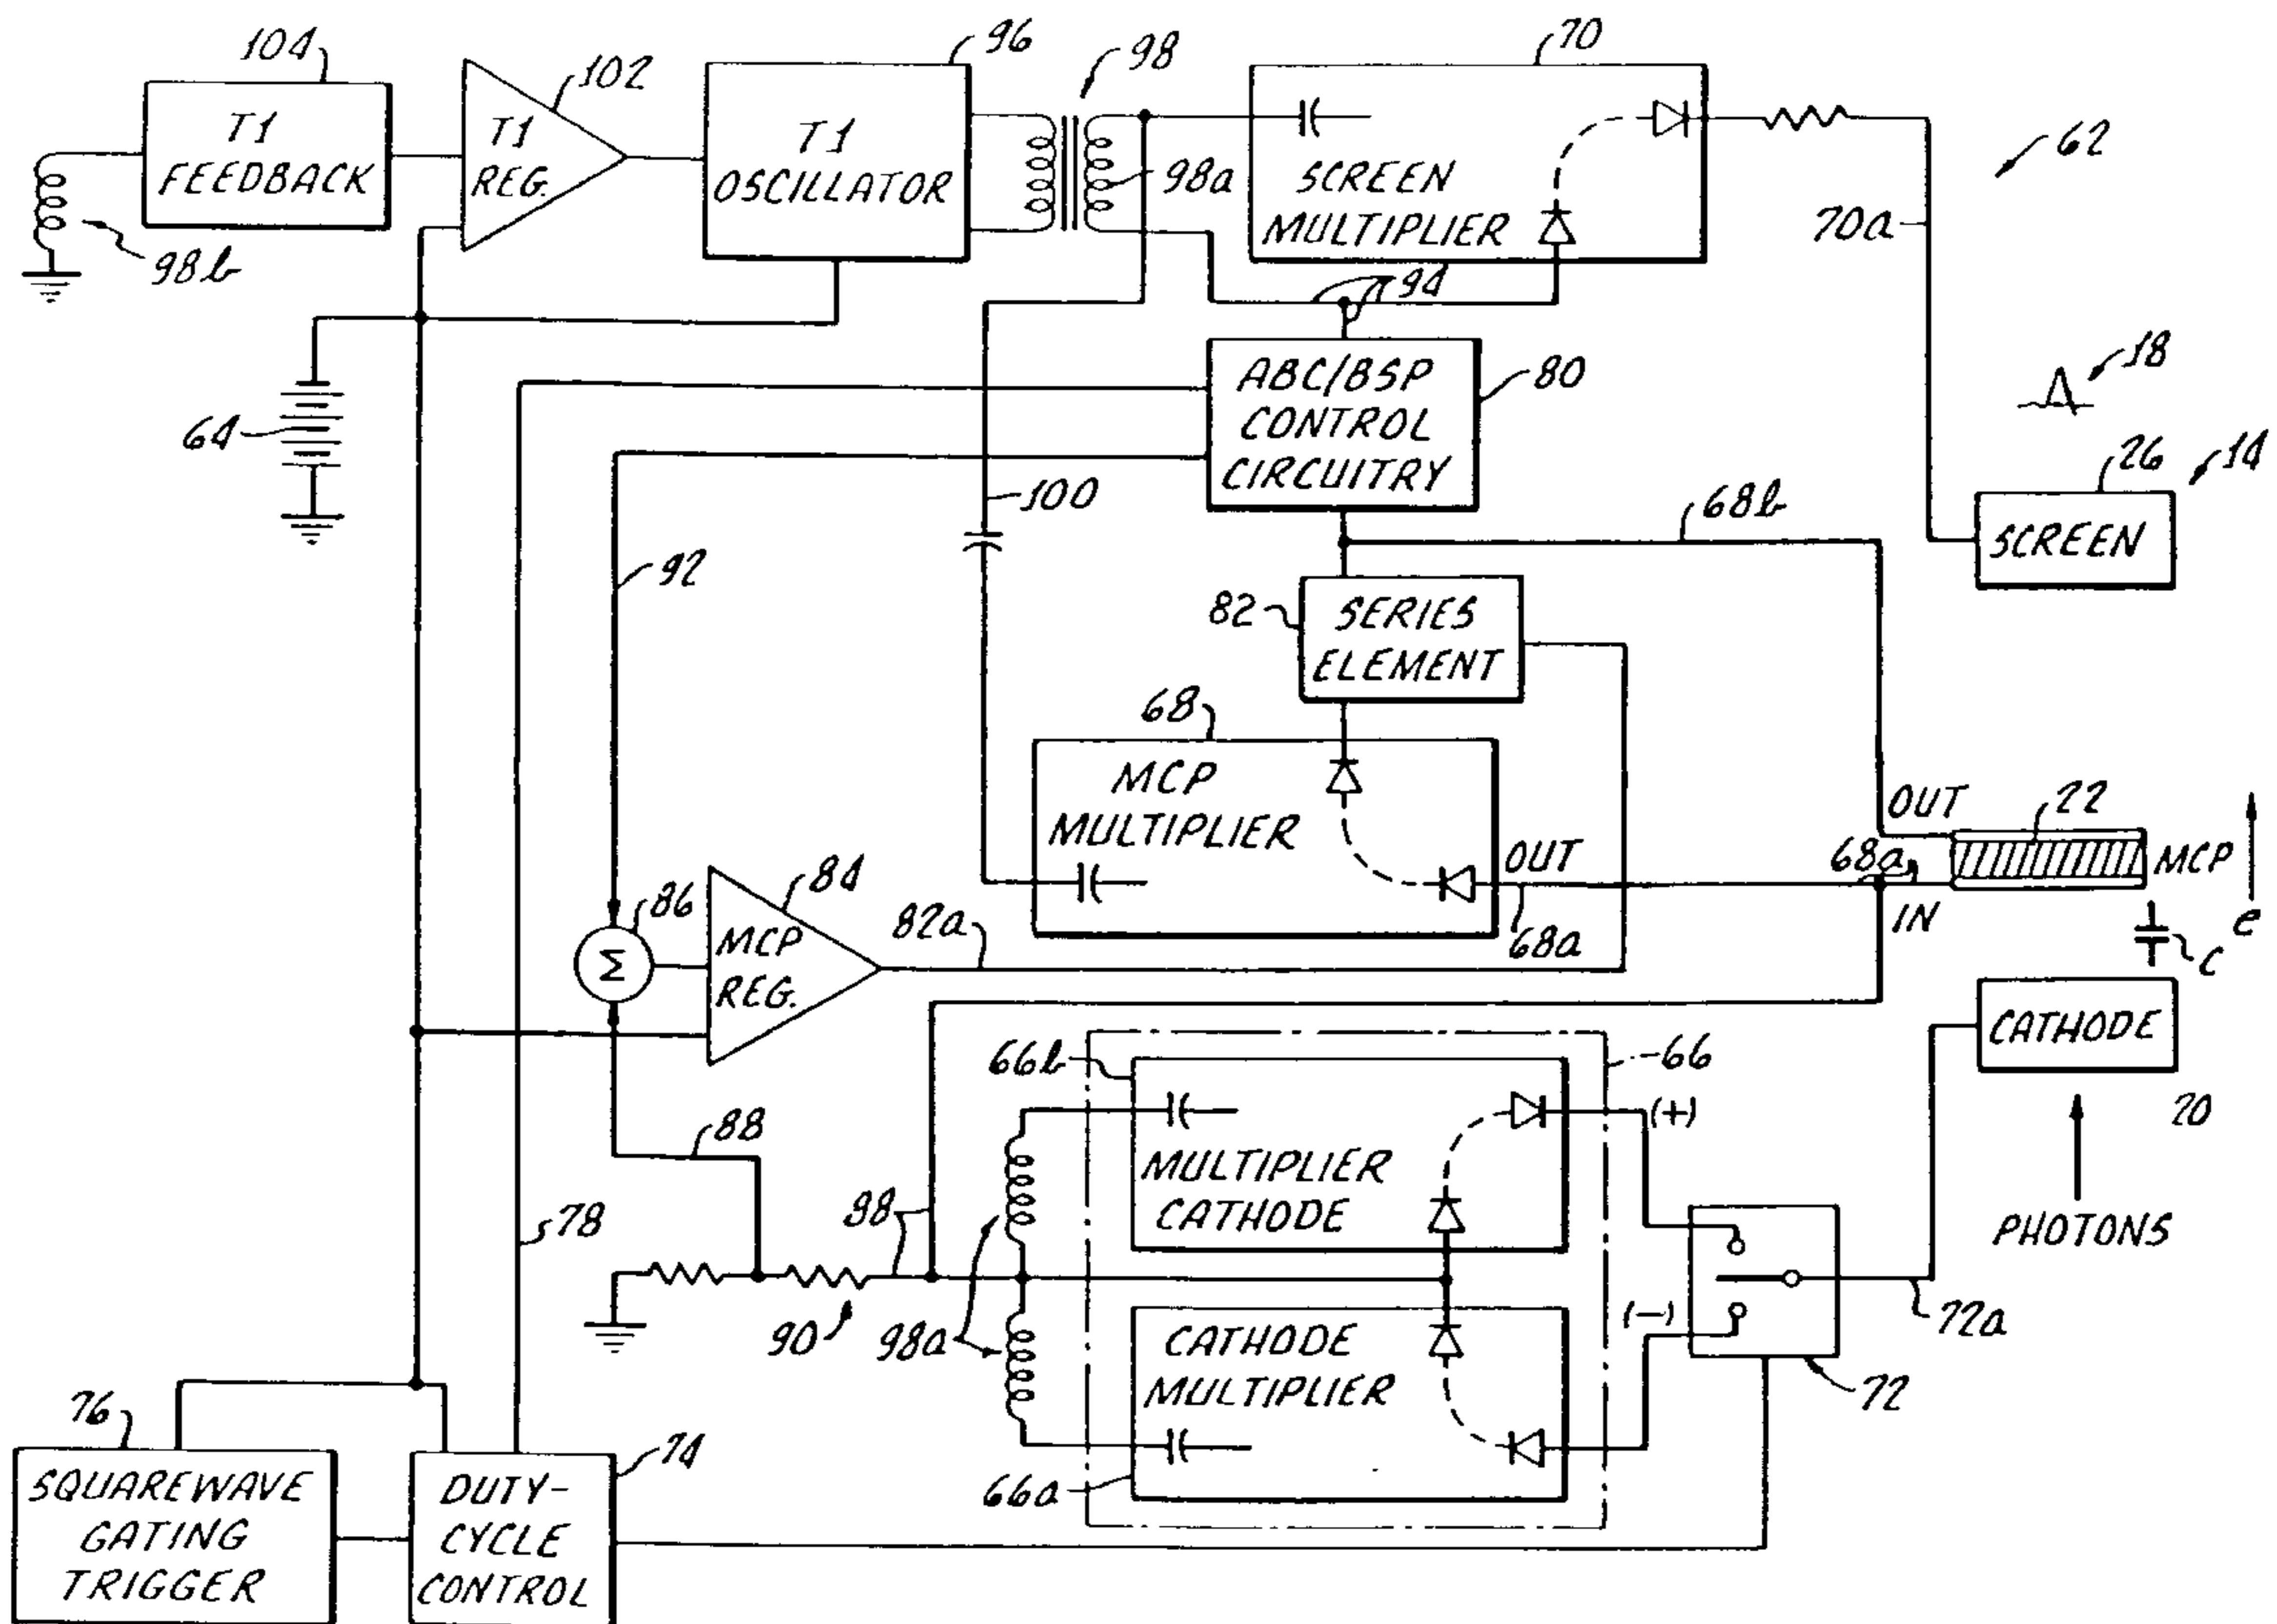 104
T1
FEEDBACK
98b
102
T1
REG.
96
T1
OSCILLATOR
98
98a
70
SCREEN
MULTIPLIER
62
70a
94
64
ABC/BSP
CONTROL
CIRCUITRY
80
18
14
26
SCREEN
100
68b
92
82
SERIES
ELEMENT
68
MCP
MULTIPLIER
OUT
68a
OUT
22
MCP
68a
IN
e
C
86
Σ
84
MCP
REG.
82a
CATHODE
20
PHOTONS
88
78
88
90
98a
66b
66
MULTIPLIER
CATHODE
(+)
(−)
CATHODE
MULTIPLIER
66a
72a
72
76
SQUAREWAVE
GATING
TRIGGER
74
DUTY-
CYCLE
CONTROL